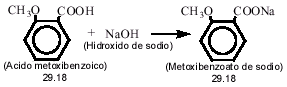 CH₃O COOH CH₃O COONa
+ NaOH
(Hidroxido de sodio)
(Acido metoxibenzoico) (Metoxibenzoato de sodio)
29.18 29.18